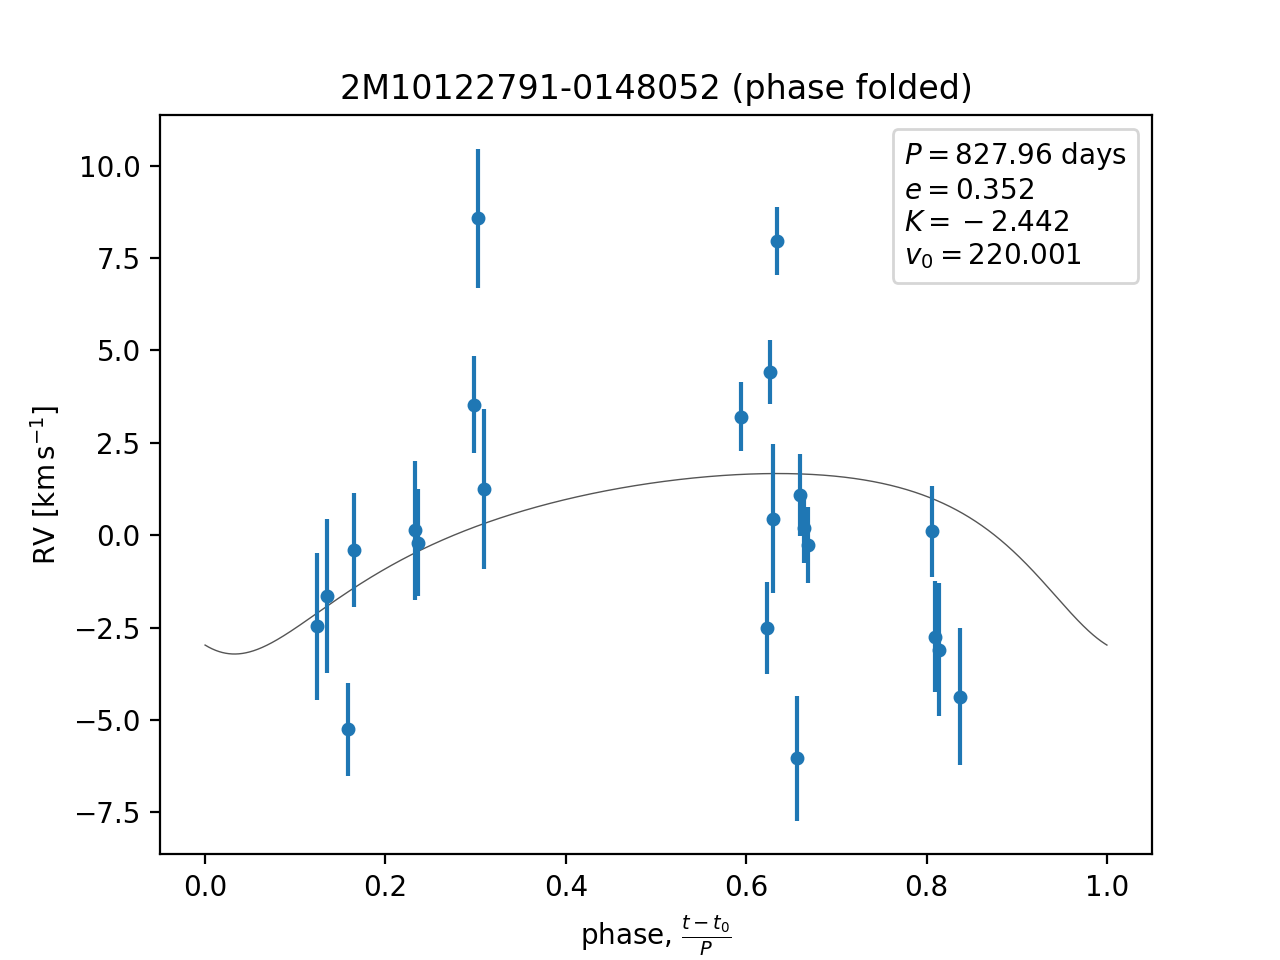 2M10122791-0148052 (phase folded)
P = 827.96 days
e = 0.352
K = −2.442
v₀ = 220.001
RV [km s⁻¹]
10.0
7.5
5.0
2.5
0.0
−2.5
−5.0
−7.5
0.0 0.2 0.4 0.6 0.8 1.0
phase, (t − t₀)/P